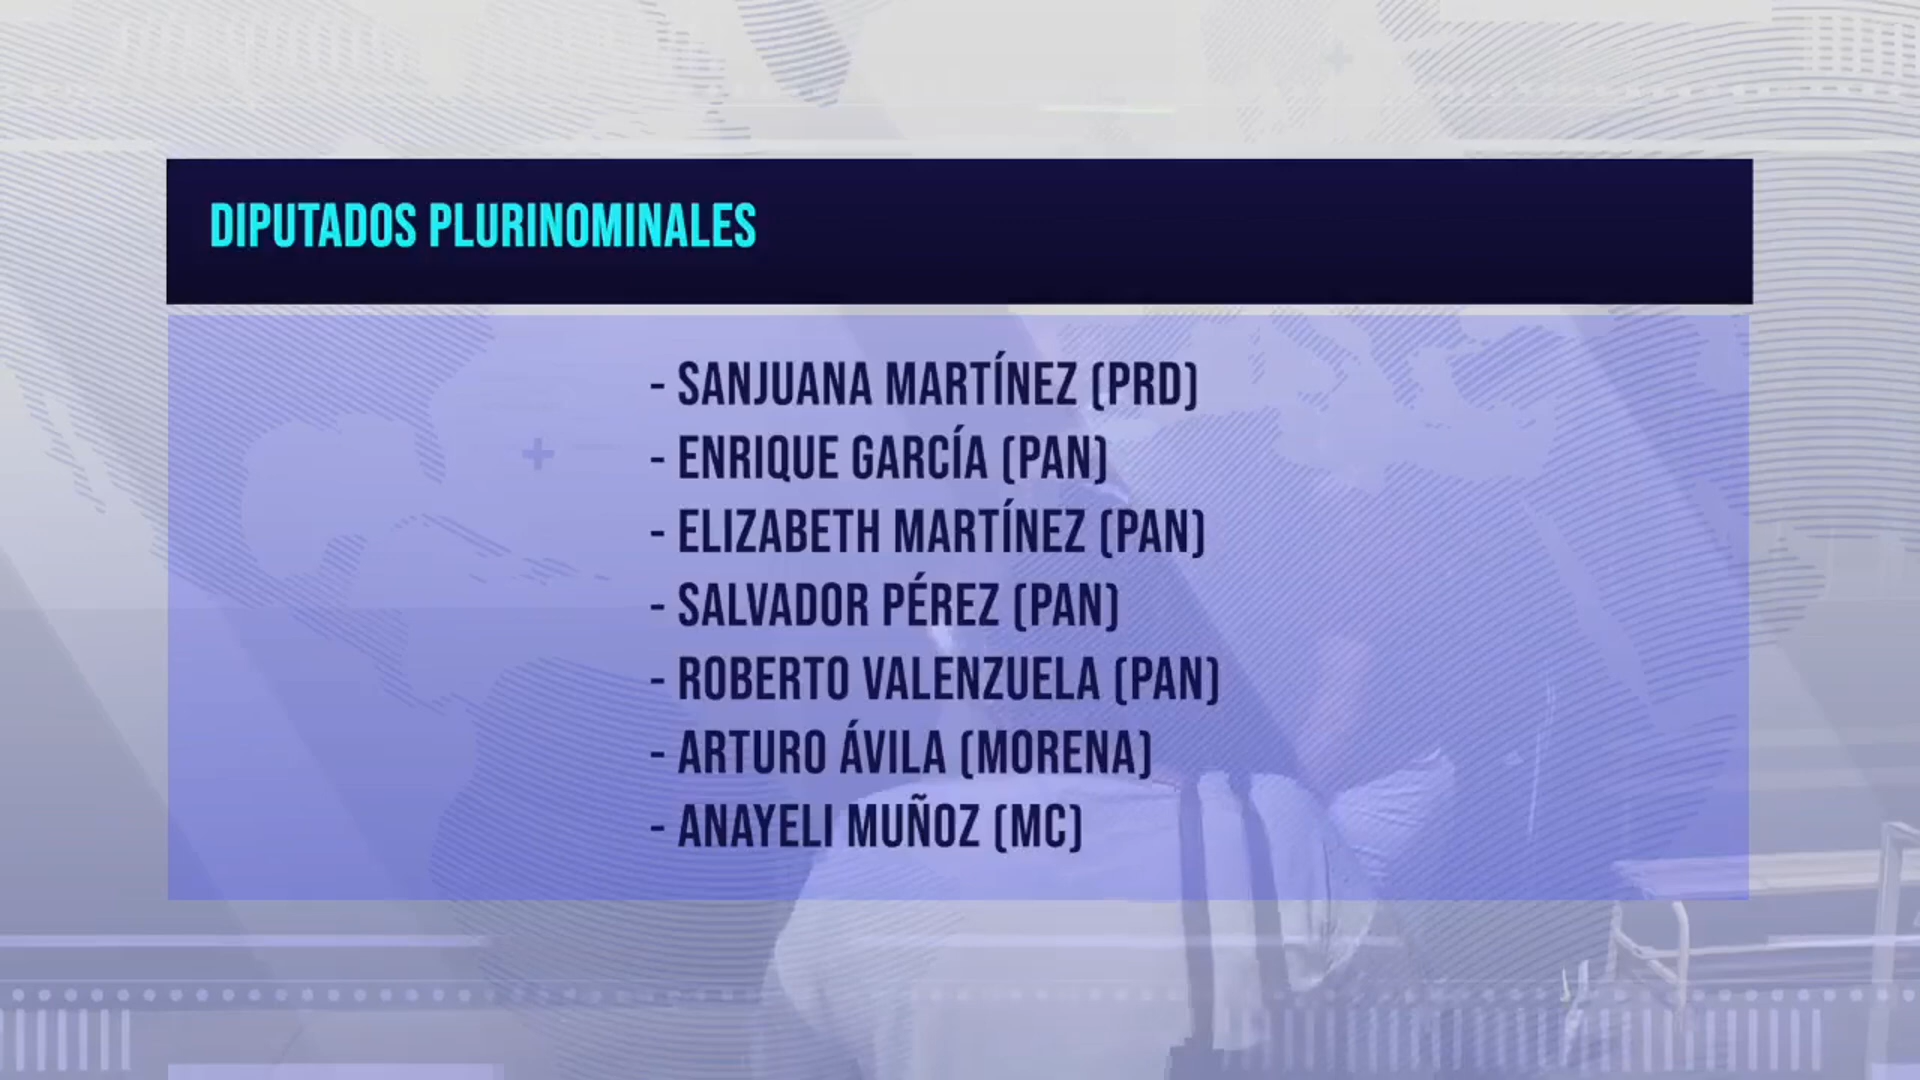 DIPUTADOS PLURINOMINALES
- SANJUANA MARTÍNEZ (PRD)
- ENRIQUE GARCÍA (PAN)
- ELIZABETH MARTÍNEZ (PAN)
- SALVADOR PÉREZ (PAN)
- ROBERTO VALENZUELA (PAN)
- ARTURO ÁVILA (MORENA)
- ANAYELI MUÑOZ (MC)